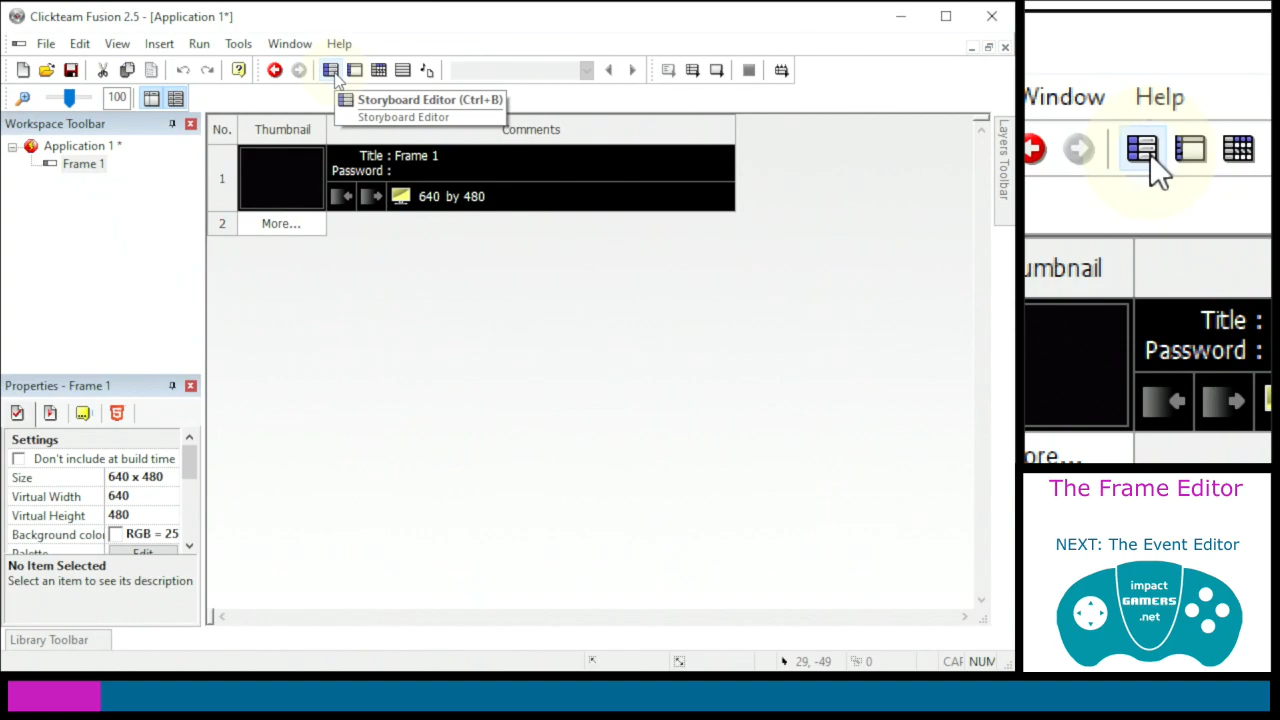 Clickteam Fusion 2.5 - [Application 1*]
File Edit View Insert Run Tools Window Help
100
Storyboard Editor (Ctrl+B)
Storyboard Editor
Workspace Toolbar
Application 1 *
Frame 1
No. Thumbnail Comments
1
Title : Frame 1
Password :
640 by 480
2 More...
Layers Toolbar
Properties - Frame 1
Settings
Don't include at build time
Size 640 x 480
Virtual Width 640
Virtual Height 480
Background color RGB = 25
Palette Edit
No Item Selected
Select an item to see its description
Library Toolbar
29, -49
0
CAP NUM
Window Help
umbnail
Title :
Password :
ore...
The Frame Editor
NEXT: The Event Editor
impact
GAMERS
.net